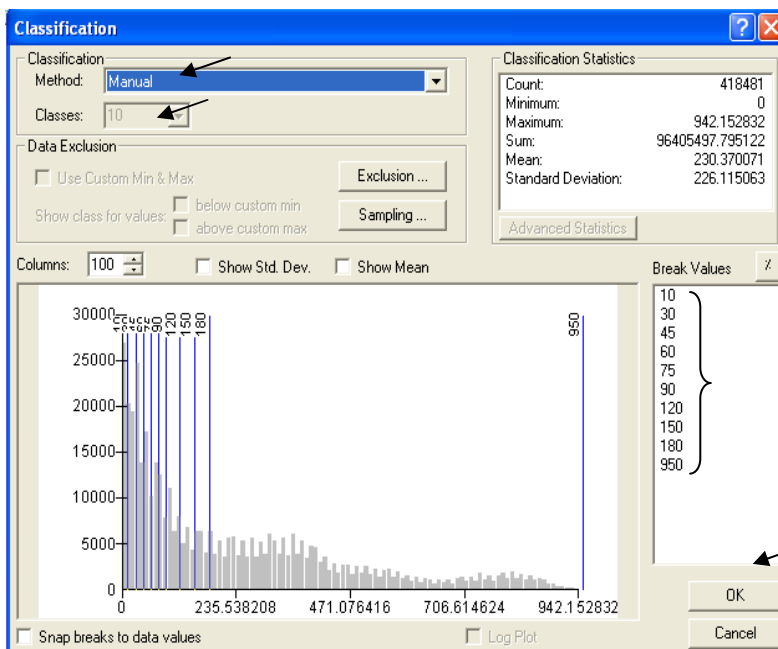 Classification
Classification
Method: Manual
Classes: 10
Data Exclusion
Use Custom Min & Max
Exclusion ...
Show class for values:
below custom min
above custom max
Sampling ...
Classification Statistics
Count: 418481
Minimum: 0
Maximum: 942.152832
Sum: 96405497.795122
Mean: 230.370071
Standard Deviation: 226.115063
Advanced Statistics
Columns: 100
Show Std. Dev.
Show Mean
Break Values %
10
30
45
60
75
90
120
150
180
950
30000
25000
20000
15000
10000
5000
0
90
120
150
180
950
0 235.538208 471.076416 706.614624 942.152832
Snap breaks to data values
Log Plot
OK
Cancel